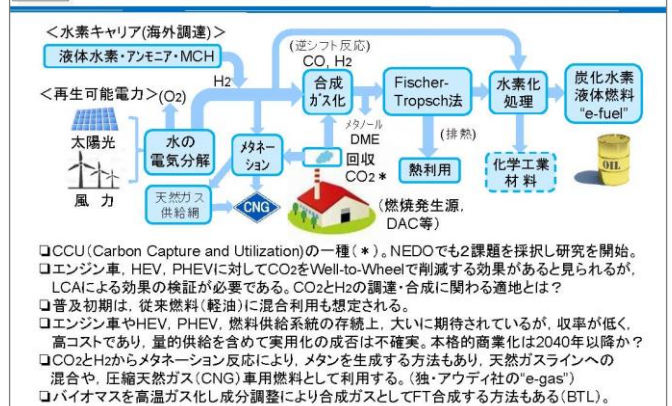 ＜水素キャリア(海外調達)＞
液体水素・アンモニア・MCH
H2
(逆シフト反応)
CO, H2
＜再生可能電力＞(O2)
太陽光
風 力
水の
電気分解
メタネー
ション
天然ガス
供給網
CNG
合成
ガス化
メタノール
DME
回収
CO2 *
(燃焼発生源,
DAC等)
Fischer-
Tropsch法
(排熱)
熱利用
水素化
処理
化学工業
材 料
炭化水素
液体燃料
“e-fuel”
OIL
❏CCU(Carbon Capture and Utilization)の一種(*)。NEDOでも2課題を採択し研究を開始。
❏エンジン車, HEV, PHEVに対してCO2をWell-to-Wheelで削減する効果があると見られるが,
LCAによる効果の検証が必要である。CO2とH2の調達・合成に関わる適地とは?
❏普及初期は, 従来燃料(軽油)に混合利用も想定される。
❏エンジン車やHEV, PHEV, 燃料供給系統の存続上, 大いに期待されているが, 収率が低く,
高コストであり, 量的供給を含めて実用化の成否は不確実。本格的商業化は2040年以降か?
❏CO2とH2からメタネーション反応により, メタンを生成する方法もあり, 天然ガスラインへの
混合や, 圧縮天然ガス(CNG)車用燃料として利用する。(独・アウディ社の“e-gas”)
❏バイオマスを高温ガス化し成分調整により合成ガスとしてFT合成する方法もある(BTL)。